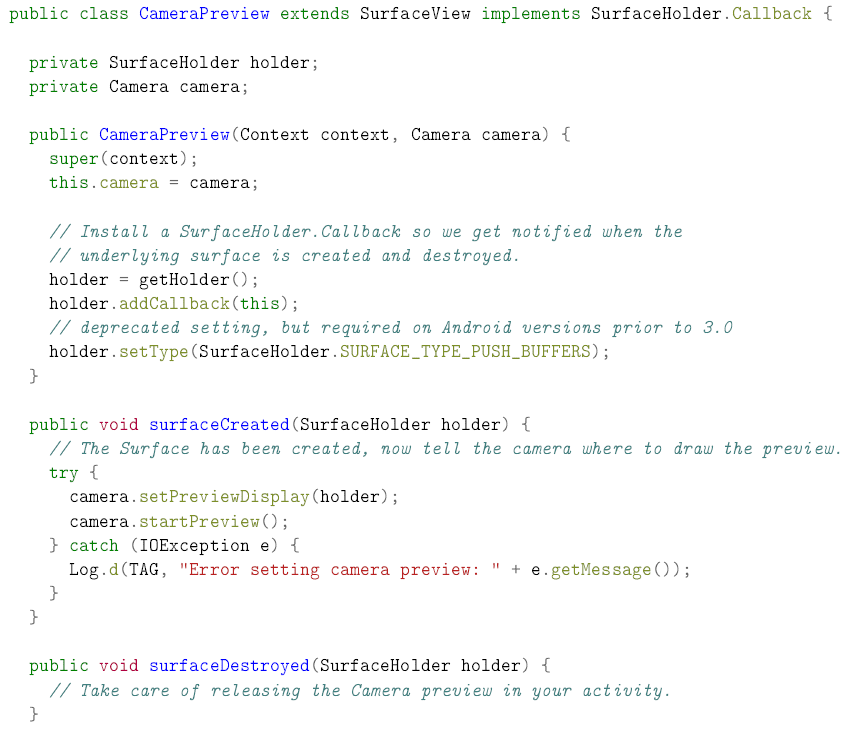 public class CameraPreview extends SurfaceView implements SurfaceHolder.Callback {

  private SurfaceHolder holder;
  private Camera camera;

  public CameraPreview(Context context, Camera camera) {
    super(context);
    this.camera = camera;

    // Install a SurfaceHolder.Callback so we get notified when the
    // underlying surface is created and destroyed.
    holder = getHolder();
    holder.addCallback(this);
    // deprecated setting, but required on Android versions prior to 3.0
    holder.setType(SurfaceHolder.SURFACE_TYPE_PUSH_BUFFERS);
  }

  public void surfaceCreated(SurfaceHolder holder) {
    // The Surface has been created, now tell the camera where to draw the preview.
    try {
      camera.setPreviewDisplay(holder);
      camera.startPreview();
    } catch (IOException e) {
      Log.d(TAG, "Error setting camera preview: " + e.getMessage());
    }
  }

  public void surfaceDestroyed(SurfaceHolder holder) {
    // Take care of releasing the Camera preview in your activity.
  }